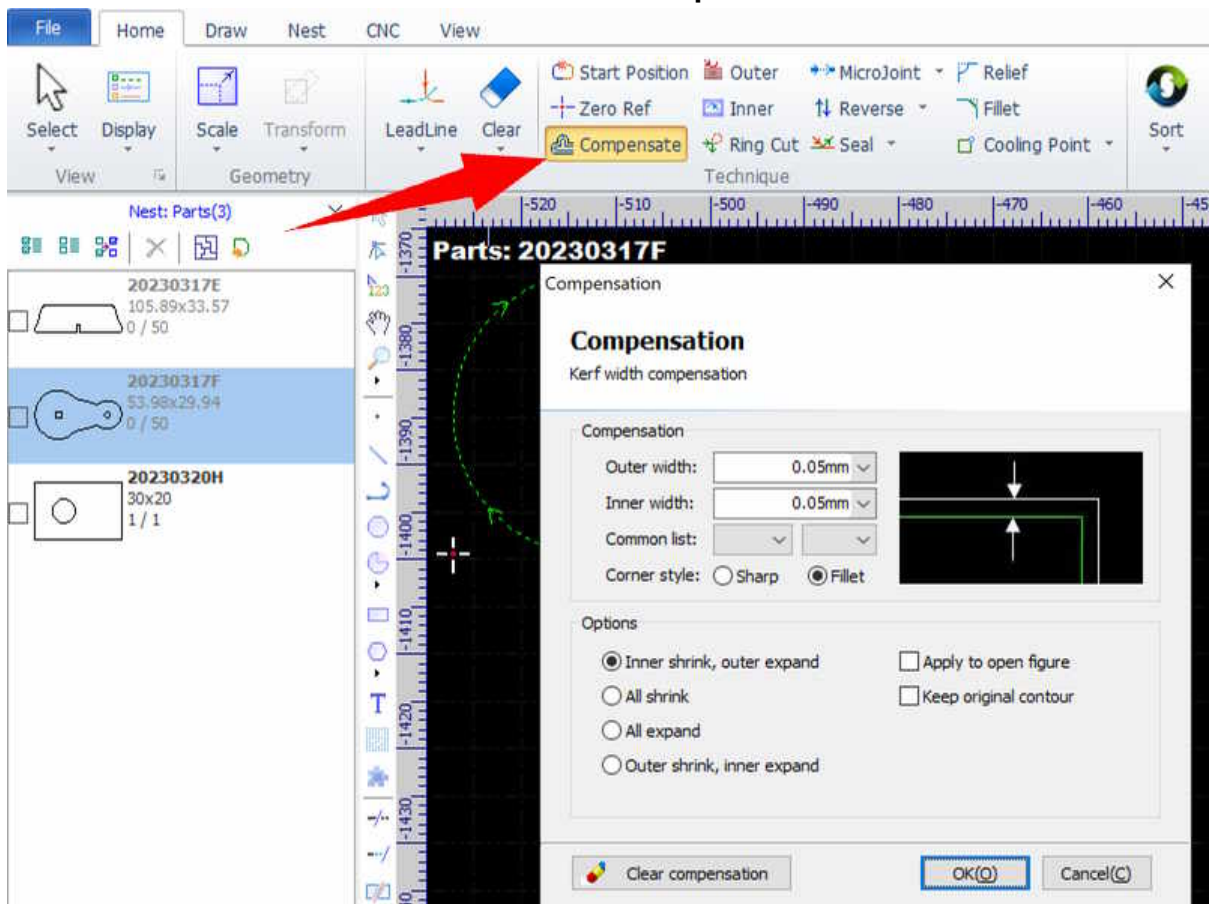 File Home Draw Nest CNC View
Start Position Outer MicroJoint Relief
Zero Ref Inner Reverse Fillet
Select Display Scale Transform LeadLine Clear Sort
Compensate Ring Cut Seal Cooling Point
View Geometry Technique
Nest: Parts(3)
-520 -510 -500 -490 -480 -470 -460 -45
-1370
Parts: 20230317F
20230317E
105.89x33.57
0 / 50
123
20230317F
53.98x29.94
0 / 50
20230320H
30x20
1 / 1
-1380
-1390
-1400
-1410
T
-1420
-1430
Compensation
Compensation
Kerf width compensation
Compensation
Outer width: 0.05mm
Inner width: 0.05mm
Common list:
Corner style: Sharp Fillet
Options
Inner shrink, outer expand Apply to open figure
All shrink Keep original contour
All expand
Outer shrink, inner expand
Clear compensation OK(O) Cancel(C)